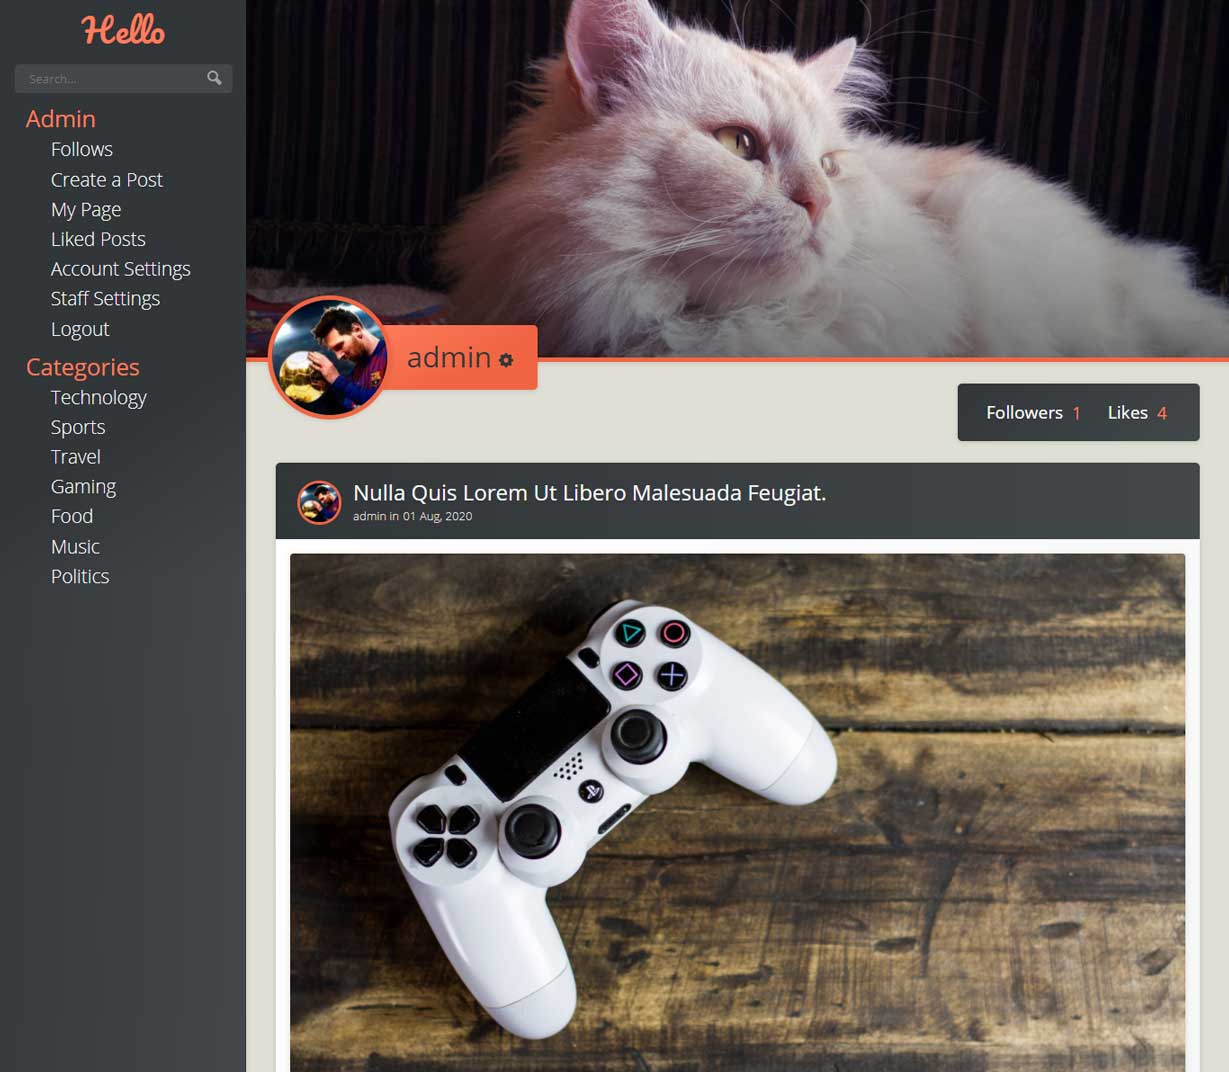 Hello
Search...
Admin
Follows
Create a Post
My Page
Liked Posts
Account Settings
Staff Settings
Logout
Categories
Technology
Sports
Travel
Gaming
Food
Music
Politics
admin
Followers 1 Likes 4
Nulla Quis Lorem Ut Libero Malesuada Feugiat.
admin in 01 Aug, 2020